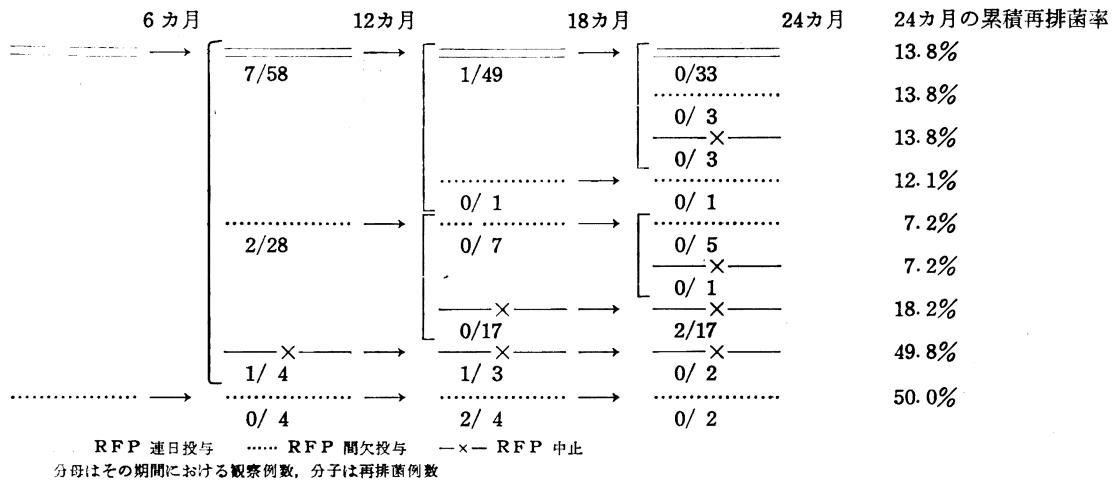 6カ月 12カ月 18カ月 24カ月 24カ月の累積再排菌率
13.8%
7/58 1/49 0/33
13.8%
0/ 3
×
13.8%
0/ 3
12.1%
0/ 1 0/ 1
7.2%
2/28 0/ 7 0/ 5
×
7.2%
0/ 1
× ×
18.2%
0/17 2/17
× × ×
49.8%
1/ 4 1/ 3 0/ 2
50.0%
0/ 4 2/ 4 0/ 2
RFP 連日投与 ...... RFP 間欠投与 —×— RFP 中止
分母はその期間における観察例数,分子は再排菌例数